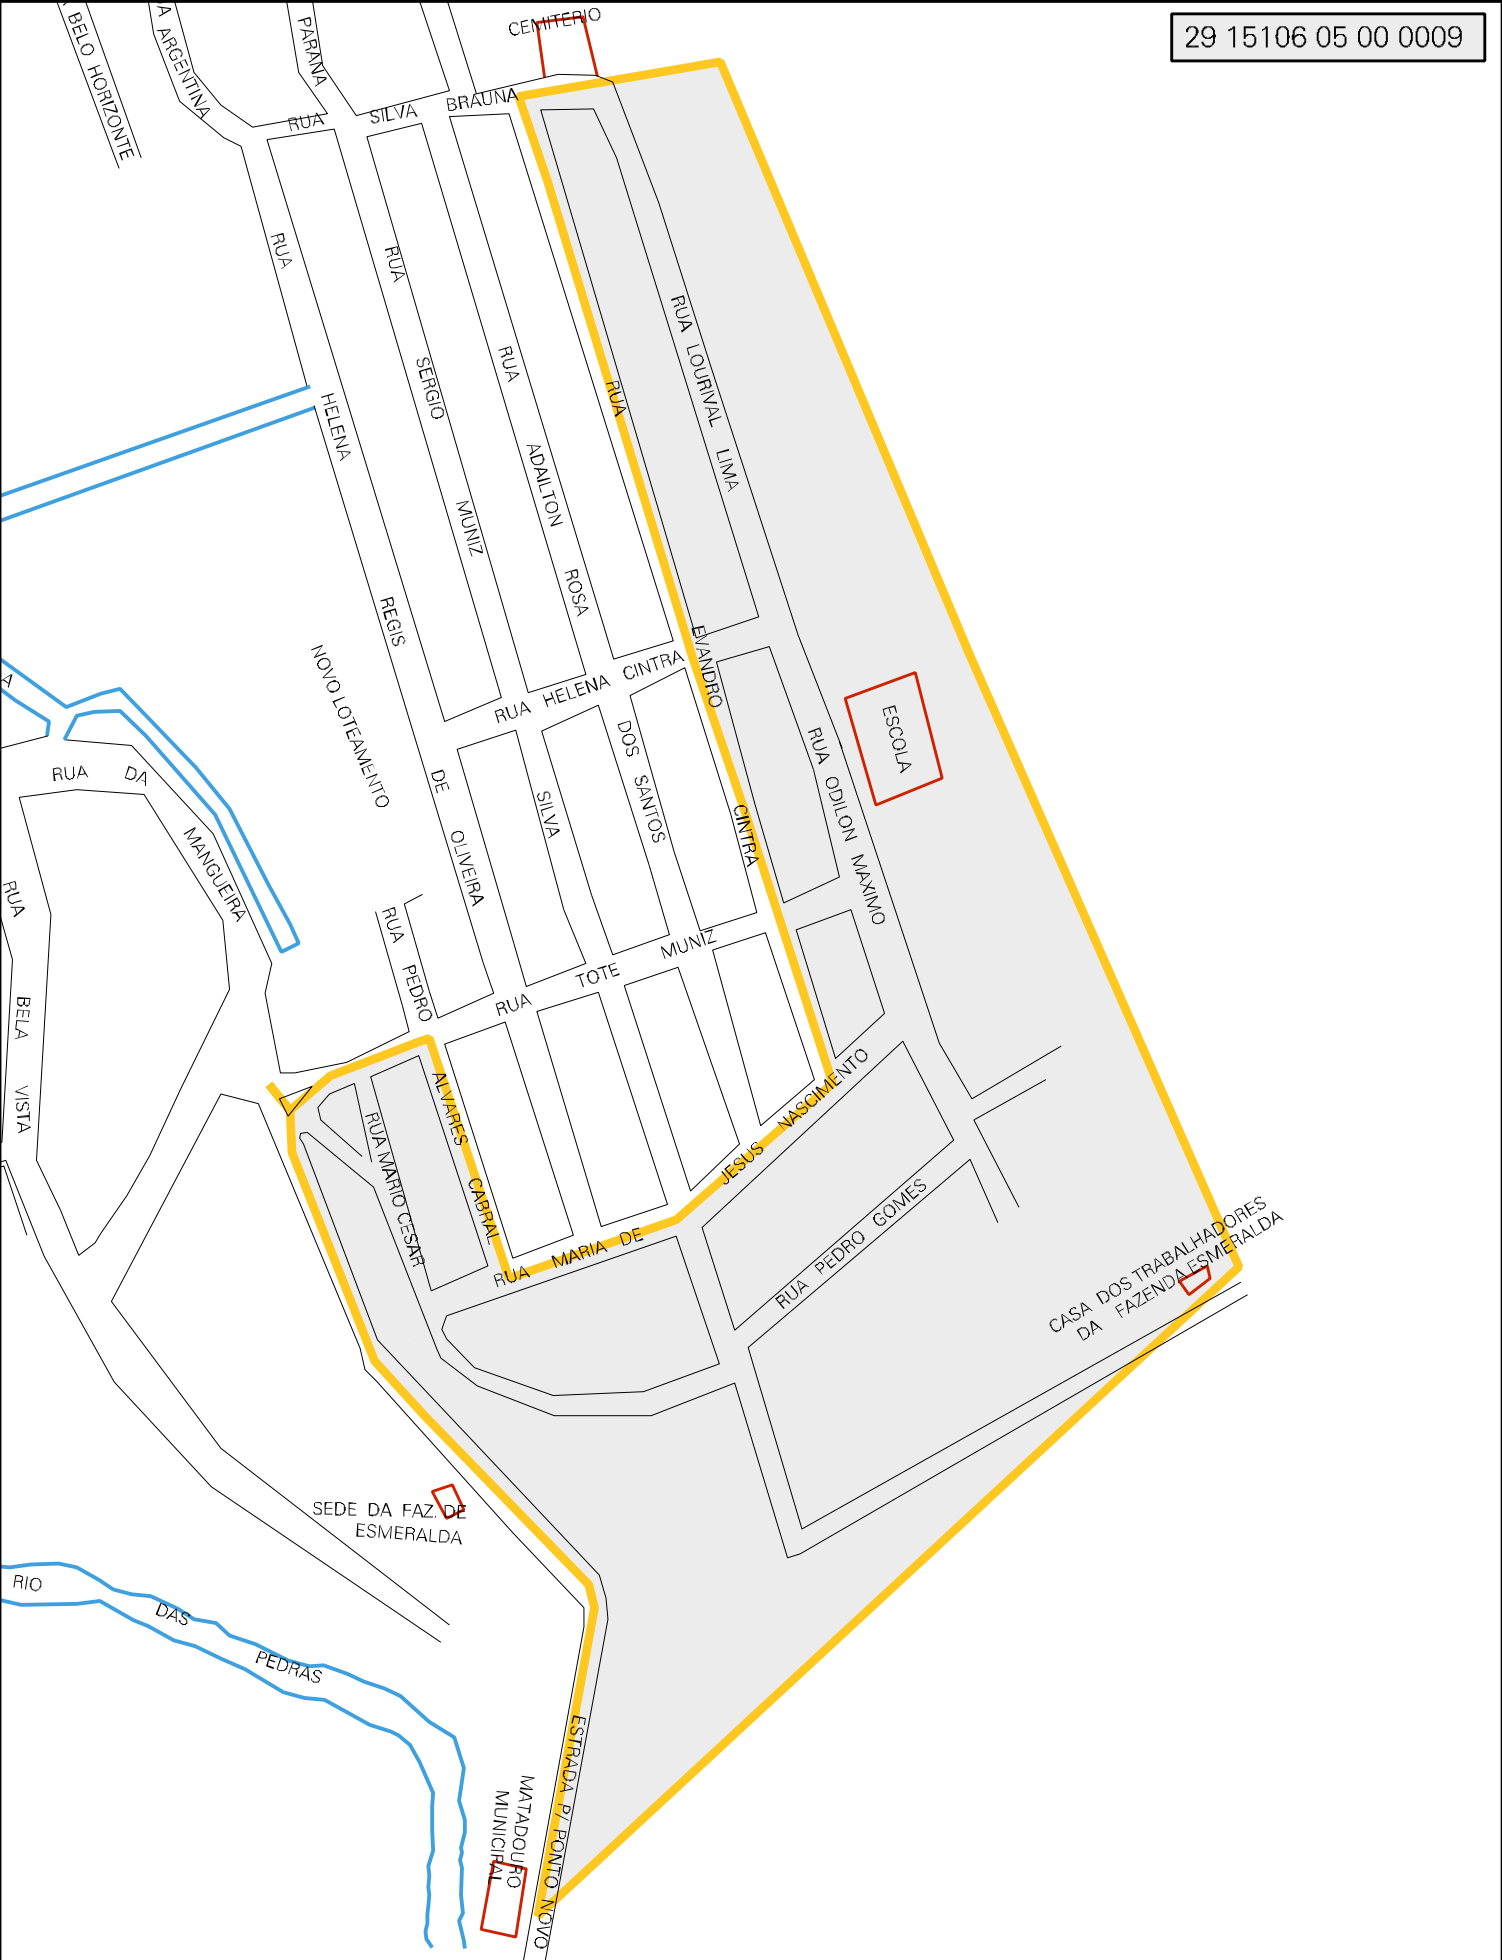 29 15106 05 00 0009
CEMITERIO
BELO HORIZONTE
A ARGENTINA
PARANA
RUA SILVA BRAUNA
RUA HELENA REGIS DE OLIVEIRA
RUA SERGIO MUNIZ SILVA
RUA ADAILTON ROSA DOS SANTOS
RUA EVANDRO CINTRA
RUA LOURIVAL LIMA
RUA HELENA CINTRA
NOVO LOTEAMENTO
ESCOLA
RUA ODILON MAXIMO
A
RUA DA MANGUEIRA
RUA BELA VISTA
RUA PEDRO ALVARES CABRAL
RUA TOTE MUNIZ
RUA MARIO CESAR
RUA MARIA DE JESUS NASCIMENTO
RUA PEDRO GOMES
CASA DOS TRABALHADORES
DA FAZENDA ESMERALDA
SEDE DA FAZ. DE
ESMERALDA
RIO DAS PEDRAS
ESTRADA P/ PONTO NOVO
MATADOURO
MUNICIPAL